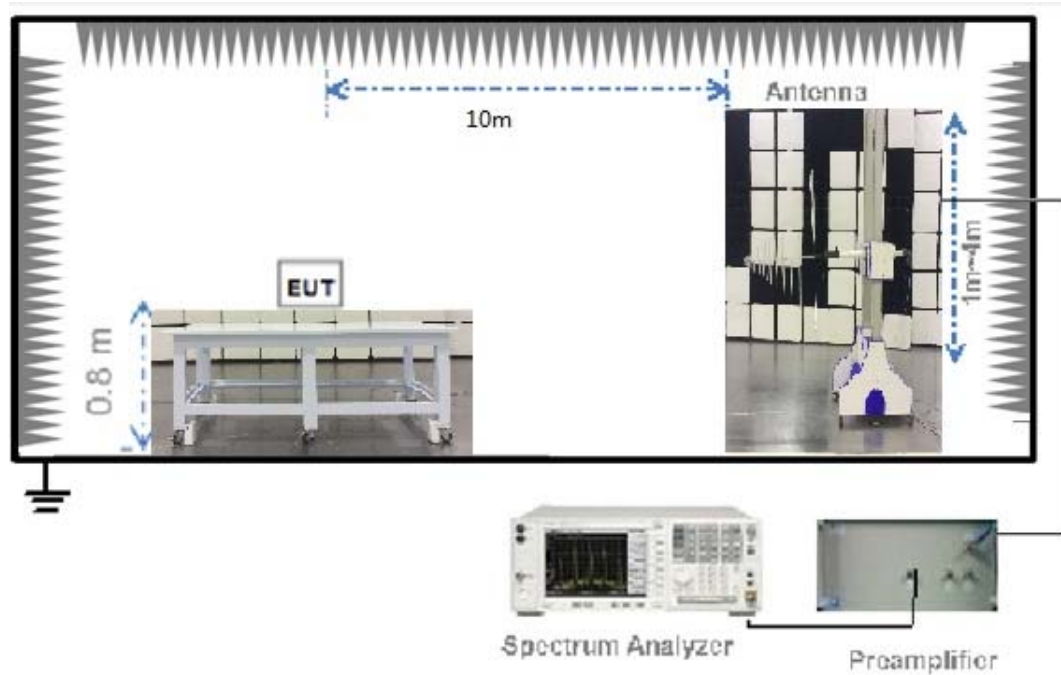 Antenna
10m
1m~4m
EUT
0.8 m
Spectrum Analyzer
Preamplifier